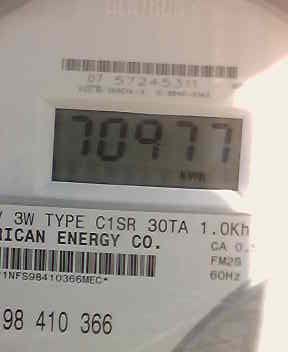 07 57245311
70977
KWH
V 3W TYPE C1SR 30TA 1.0Kh
RICAN ENERGY CO.
CA 0.
FM2S
60Hz
1NFS98410366MEC*
98 410 366